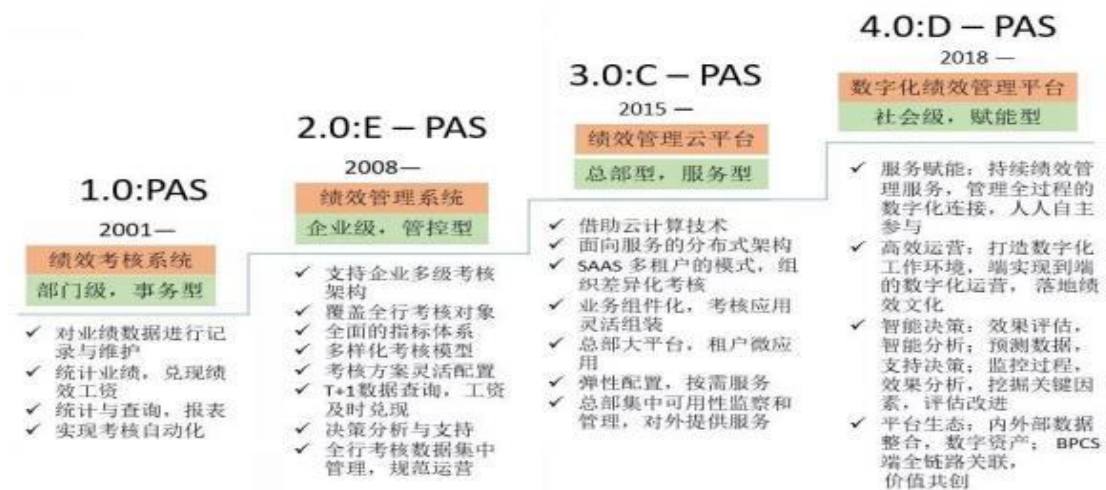 1.0:PAS
2001—
绩效考核系统
部门级，事务型
✓ 对业绩数据进行记
录与维护
✓ 统计业绩，兑现绩
效工资
✓ 统计与查询，报表
✓ 实现考核自动化
2.0:E – PAS
2008—
绩效管理系统
企业级，管控型
✓ 支持企业多级考核
架构
✓ 覆盖全行考核对象
✓ 全面的指标体系
✓ 多样化考核模型
✓ 考核方案灵活配置
✓ T+1数据查询，工资
及时兑现
✓ 决策分析与支持
✓ 全行考核数据集中
管理，规范运营
3.0:C – PAS
2015 —
绩效管理云平台
总部型，服务型
✓ 借助云计算技术
✓ 面向服务的分布式架构
✓ SAAS 多租户的模式，组
织差异化考核
✓ 业务组件化，考核应用
灵活组装
✓ 总部大平台，租户微应
用
✓ 弹性配置，按需服务
✓ 总部集中可用性监察和
管理，对外提供服务
4.0:D – PAS
2018 —
数字化绩效管理平台
社会级，赋能型
✓ 服务赋能：持续绩效管
理服务，管理全过程的
数字化连接，人人自主
参与
✓ 高效运营：打造数字化
工作环境，端实现到端
的数字化运营，落地绩
效文化
✓ 智能决策：效果评估，
智能分析；预测数据，
支持决策；监控过程，
效果分析，挖掘关键因
素，评估改进
✓ 平台生态：内外部数据
整合，数字资产；BPCS
端全链路关联，
价值共创